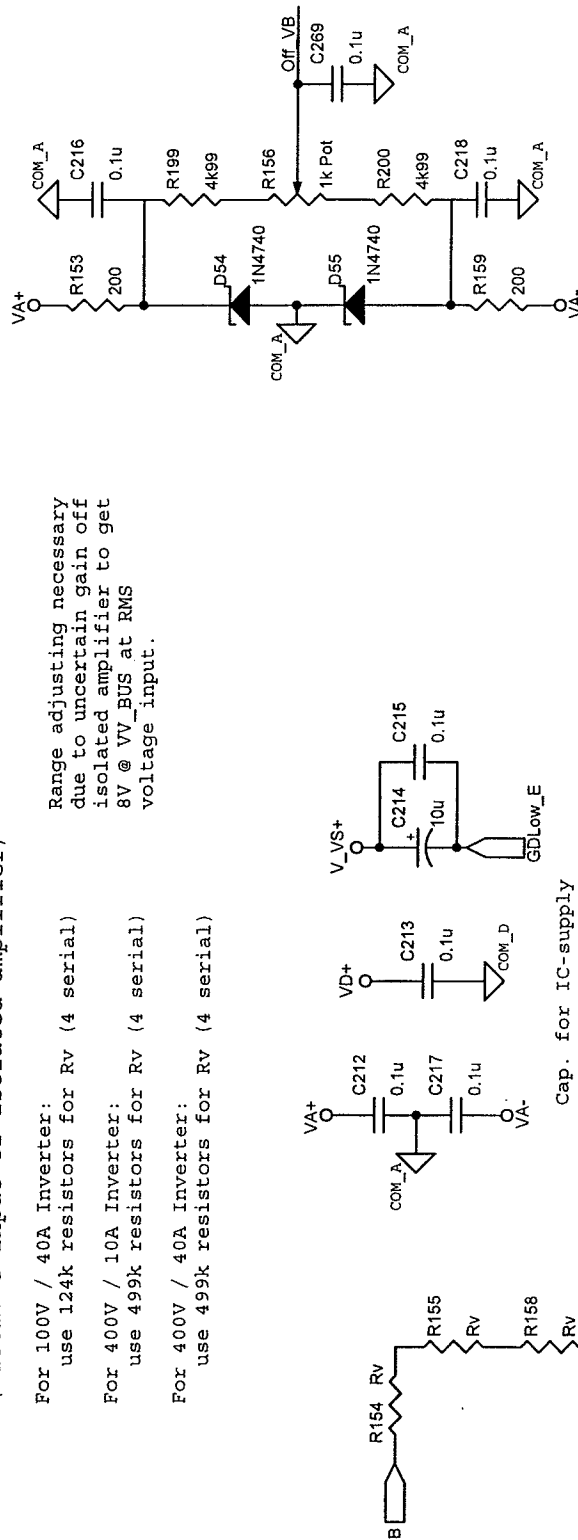 For 100V / 40A Inverter:
use 124k resistors for Rv (4 serial)
For 400V / 10A Inverter:
use 499k resistors for Rv (4 serial)
For 400V / 40A Inverter:
use 499k resistors for Rv (4 serial)
Range adjusting necessary
due to uncertain gain off
isolated amplifier to get
8V @ VV_BUS at RMS
voltage input.
VA+
R153
200
COM_A
C216
0.1u
R199
4k99
D54
1N4740
COM_A
R156
1k Pot
Off_VB
C269
0.1u
COM_A
D55
1N4740
R200
4k99
R159
200
C218
0.1u
COM_A
VA-
B
R154
Rv
R155
Rv
R158
Rv
VA+
C212
0.1u
COM_A
C217
0.1u
VA-
VD+
C213
0.1u
COM_D
V_VS+
C214
+
10u
C215
0.1u
GDLow_E
Cap. for IC-supply